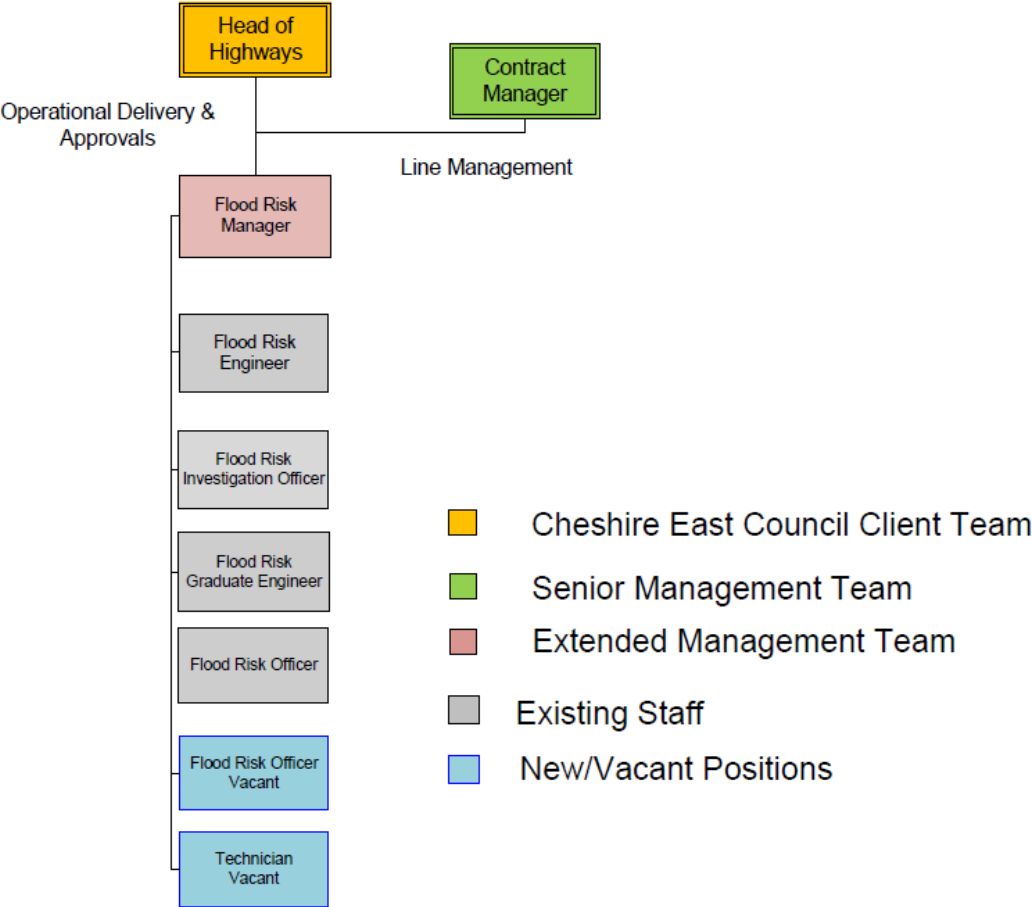 Head of
Highways
Contract
Manager
Operational Delivery &
Approvals
Line Management
Flood Risk
Manager
Flood Risk
Engineer
Flood Risk
Investigation Officer
Flood Risk
Graduate Engineer
Flood Risk Officer
Flood Risk Officer
Vacant
Technician
Vacant
Cheshire East Council Client Team
Senior Management Team
Extended Management Team
Existing Staff
New/Vacant Positions